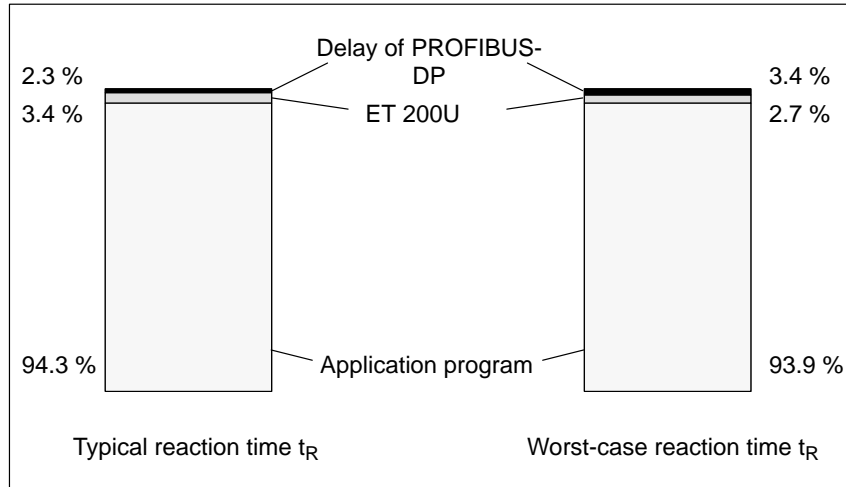 Delay of PROFIBUS-
DP
2.3 %
3.4 %
3.4 %
ET 200U
2.7 %
94.3 %
Application program
93.9 %
Typical reaction time tR
Worst-case reaction time tR